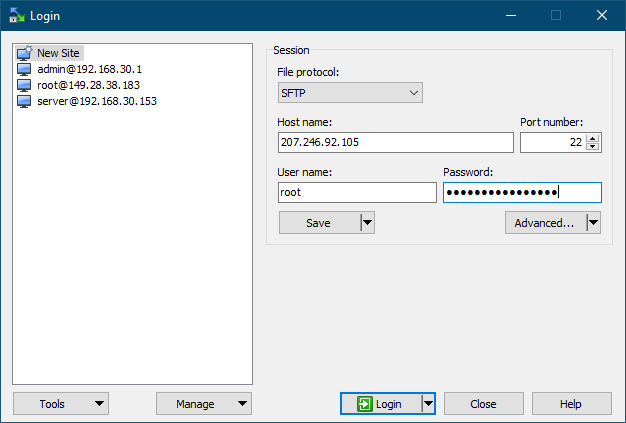 Login
New Site
admin@192.168.30.1
root@149.28.38.183
server@192.168.30.153
Session
File protocol:
SFTP
Host name: Port number:
207.246.92.105 22
User name: Password:
root ●●●●●●●●●●●●●●●●
Save Advanced...
Tools Manage Login Close Help